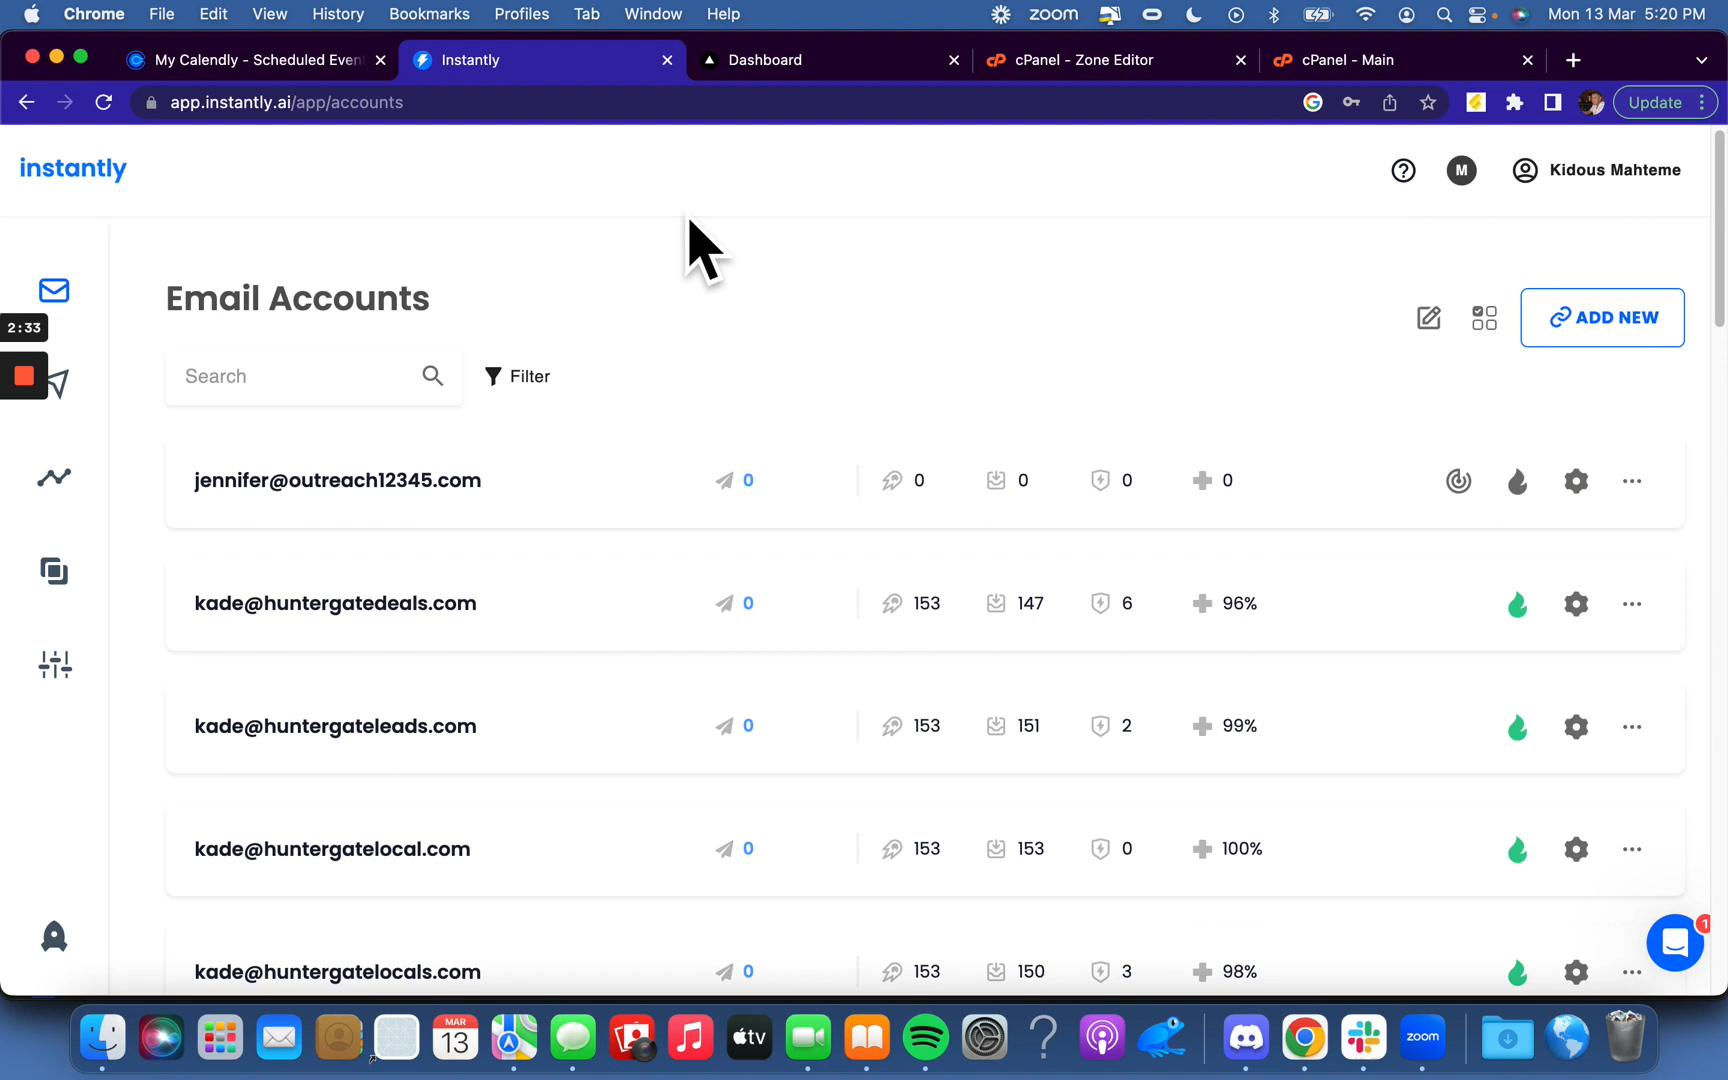 Chrome File Edit View History Bookmarks Profiles Tab Window Help zoom Mon 13 Mar 5:20 PM
My Calendly - Scheduled Even Instantly Dashboard cPanel - Zone Editor cPanel - Main
app.instantly.ai/app/accounts Update
instantly M Kidous Mahteme
Email Accounts
2:33
ADD NEW
Search Filter
jennifer@outreach12345.com 0 0 0 0 0
kade@huntergatedeals.com 0 153 147 6 96%
kade@huntergateleads.com 0 153 151 2 99%
kade@huntergatelocal.com 0 153 153 0 100%
1
kade@huntergatelocals.com 0 153 150 3 98%
MAR
13
tv
zoom